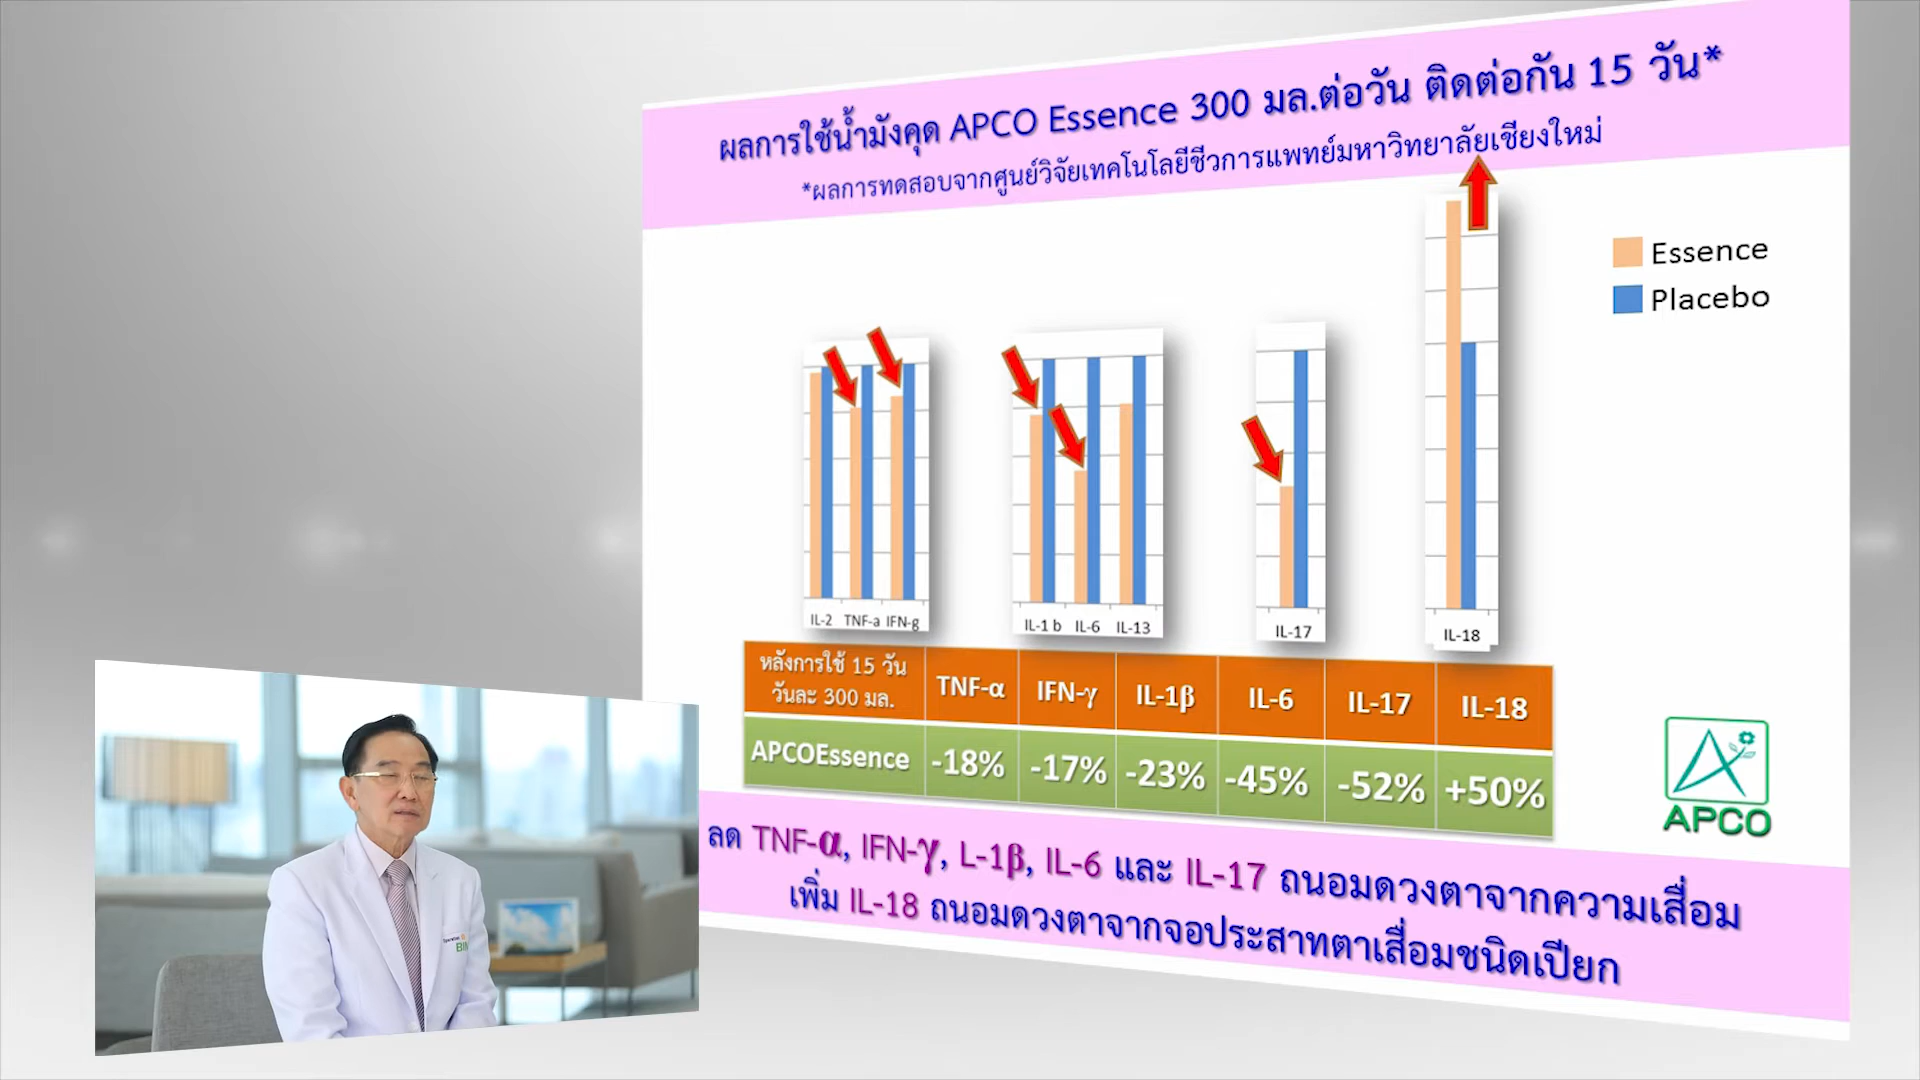 ผลการใช้น้ำมังคุด APCO Essence 300 มล.ต่อวัน ติดต่อกัน 15 วัน*
*ผลการทดสอบจากศูนย์วิจัยเทคโนโลยีชีวการแพทย์มหาวิทยาลัยเชียงใหม่
Essence
Placebo
IL-2 TNF-a IFN-g
IL-1 b IL-6 IL-13
IL-17
IL-18
หลังการใช้ 15 วัน
วันละ 300 มล.
TNF-α IFN-γ IL-1β IL-6 IL-17 IL-18
APCOEssence -18% -17% -23% -45% -52% +50%
APCO
ลด TNF-α, IFN-γ, L-1β, IL-6 และ IL-17 ถนอมดวงตาจากความเสื่อม
เพิ่ม IL-18 ถนอมดวงตาจากจอประสาทตาเสื่อมชนิดเปียก